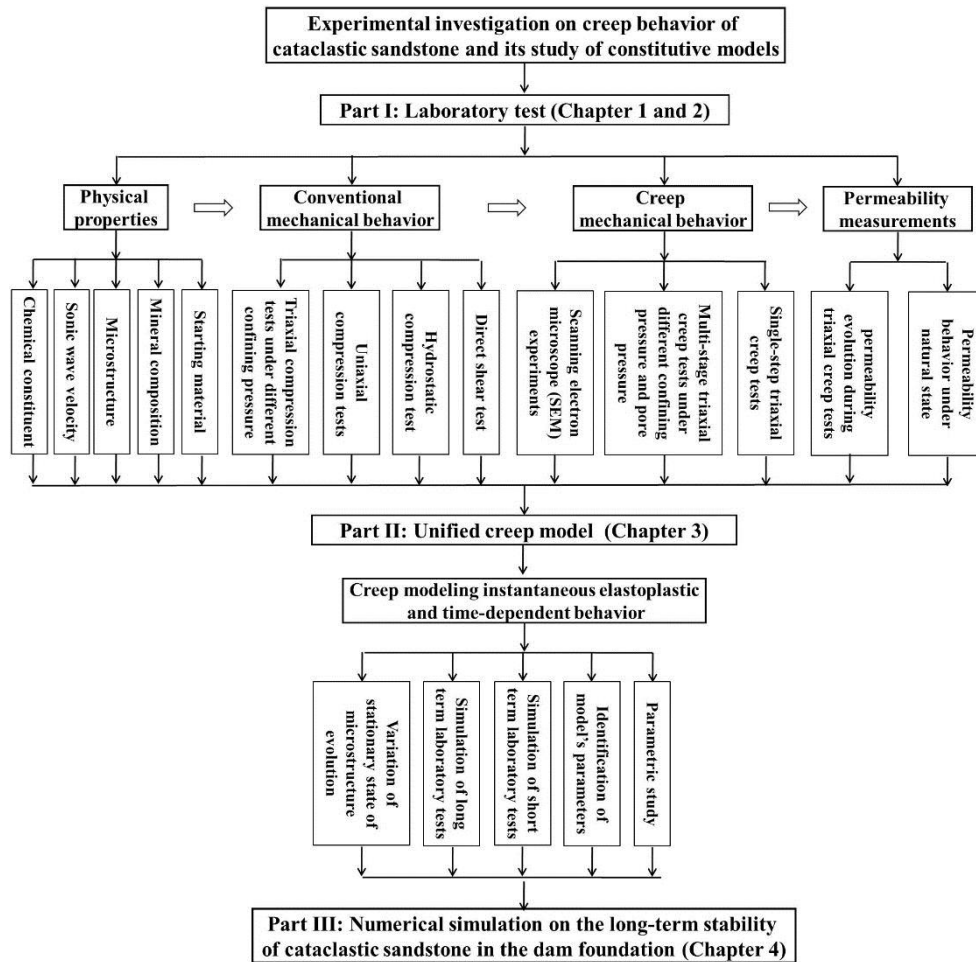 Experimental investigation on creep behavior of
cataclastic sandstone and its study of constitutive models
Part I: Laboratory test (Chapter 1 and 2)
Physical
properties
Conventional
mechanical behavior
Creep
mechanical behavior
Permeability
measurements
Chemical constituent
Sonic wave velocity
Microstructure
Mineral composition
Starting material
Triaxial compression
tests under different
confining pressure
Uniaxial
compression tests
Hydrostatic
compression test
Direct shear test
Scanning electron
microscope (SEM)
experiments
Multi-stage triaxial
creep tests under
different confining
pressure and pore
pressure
Single-step triaxial
creep tests
permeability
evolution during
triaxial creep tests
Permeability
behavior under
natural state
Part II: Unified creep model (Chapter 3)
Creep modeling instantaneous elastoplastic
and time-dependent behavior
Variation of
stationary state of
microstructure
evolution
Simulation of long
term laboratory tests
Simulation of short
term laboratory tests
Identification of
model's parameters
Parametric study
Part III: Numerical simulation on the long-term stability
of cataclastic sandstone in the dam foundation (Chapter 4)